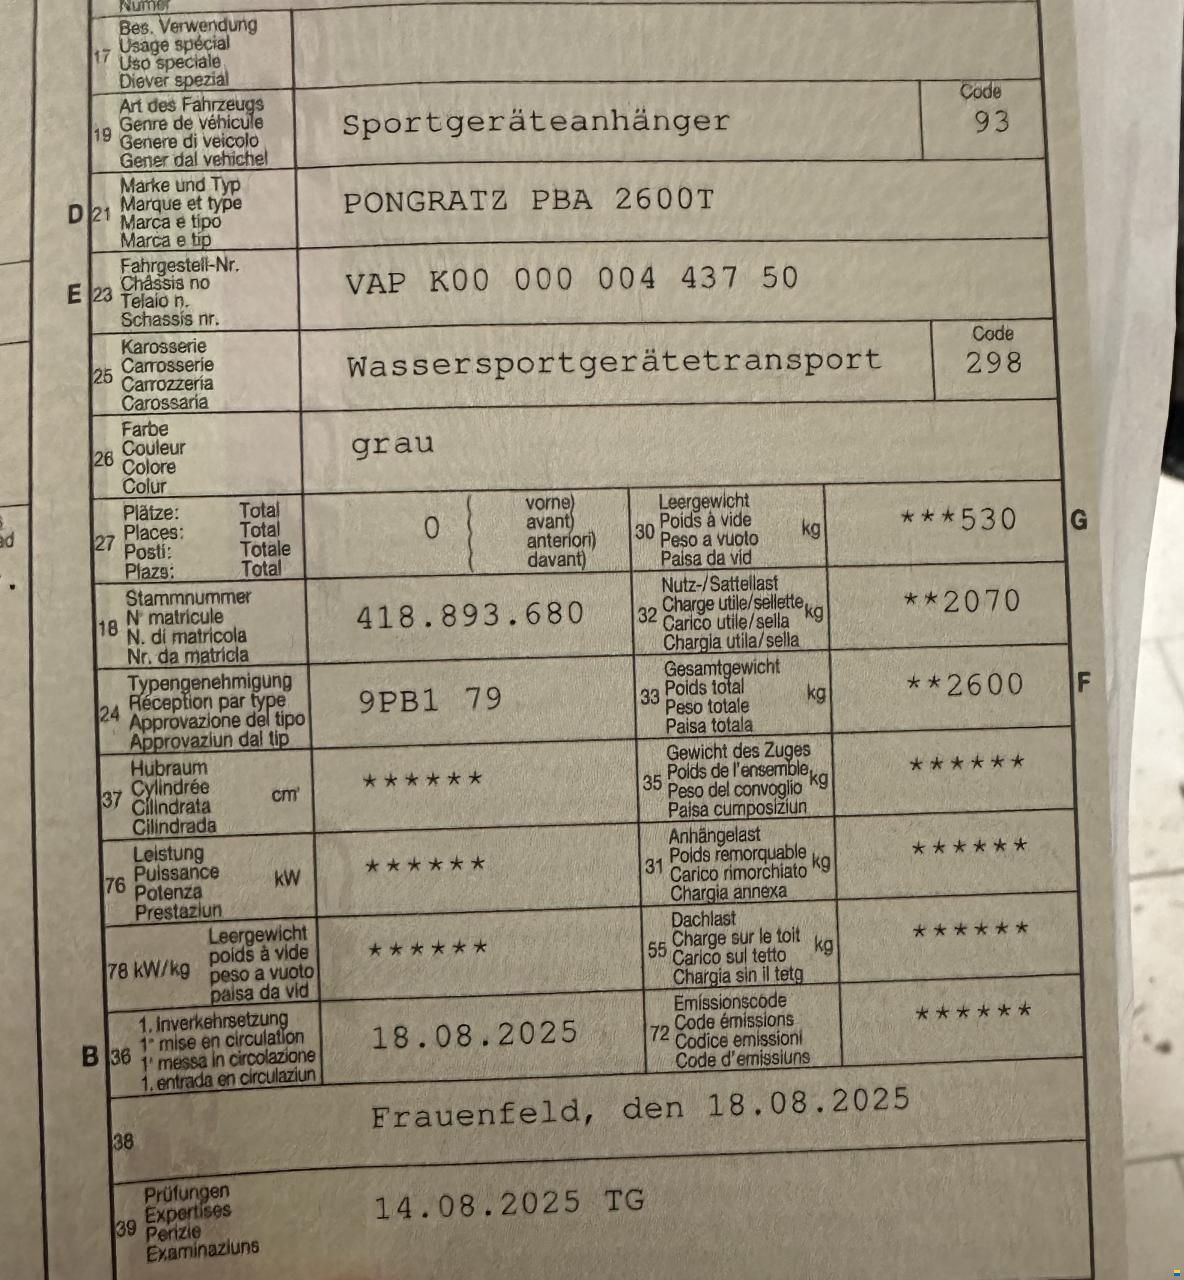 Numer
17 Bes. Verwendung
Usage spécial
Uso speciale
Diever spezial
19 Art des Fahrzeugs
Genre de véhicule
Genere di veicolo
Gener dal vehichel
Sportgeräteanhänger
Code
93
D 21 Marke und Typ
Marque et type
Marca e tipo
Marca e tip
PONGRATZ PBA 2600T
E 23 Fahrgestell-Nr.
Châssis no
Telaio n.
Schassis nr.
VAP K00 000 004 437 50
25 Karosserie
Carrosserie
Carrozzeria
Carossaria
Wassersportgerätetransport
Code
298
26 Farbe
Couleur
Colore
Colur
grau
27 Plätze: Total
Places: Total
Posti: Totale
Plazs: Total
0
vorne)
avant)
anteriori)
davant)
30 Leergewicht
Poids à vide
Peso a vuoto
Paisa da vid
kg
***530
G
18 Stammnummer
N° matricule
N. di matricola
Nr. da matricla
418.893.680
32 Nutz-/Sattellast
Charge utile/sellette
Carico utile/sella
Chargia utila/sella
kg
**2070
24 Typengenehmigung
Réception par type
Approvazione del tipo
Approvaziun dal tip
9PB1 79
33 Gesamtgewicht
Poids total
Peso totale
Paisa totala
kg
**2600
F
37 Hubraum
Cylindrée
Cilindrata
Cilindrada
cm³
******
35 Gewicht des Zuges
Poids de l'ensemble
Peso del convoglio
Paisa cumposiziun
kg
******
76 Leistung
Puissance
Potenza
Prestaziun
kW
******
31 Anhängelast
Poids remorquable
Carico rimorchiato
Chargia annexa
kg
******
78 kW/kg
Leergewicht
poids à vide
peso a vuoto
paisa da vid
******
55 Dachlast
Charge sur le toit
Carico sul tetto
Chargia sin il tetg
kg
******
B 36 1. Inverkehrsetzung
1re mise en circulation
1a messa in circolazione
1. entrada en circulaziun
18.08.2025
72 Emissionscode
Code émissions
Codice emissioni
Code d'emissiuns
******
38
Frauenfeld, den 18.08.2025
39 Prüfungen
Expertises
Perizie
Examinaziuns
14.08.2025 TG